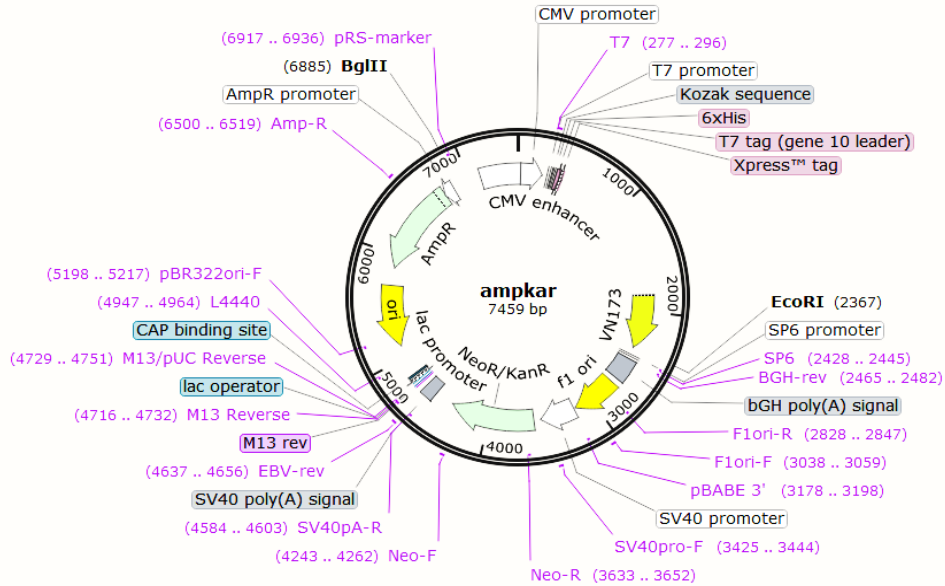 CMV promoter
(6917 .. 6936) pRS-marker
T7 (277 .. 296)
(6885) BglII
T7 promoter
AmpR promoter
Kozak sequence
(6500 .. 6519) Amp-R
6xHis
T7 tag (gene 10 leader)
Xpress™ tag
7000
1000
CMV enhancer
AmpR
6000
2000
(5198 .. 5217) pBR322ori-F
ampkar
7459 bp
VN173
EcoRI (2367)
(4947 .. 4964) L4440
ori
SP6 promoter
CAP binding site
lac promoter
NeoR/KanR
f1 ori
(4729 .. 4751) M13/pUC Reverse
SP6 (2428 .. 2445)
BGH-rev (2465 .. 2482)
lac operator
5000
bGH poly(A) signal
(4716 .. 4732) M13 Reverse
3000
F1ori-R (2828 .. 2847)
M13 rev
4000
F1ori-F (3038 .. 3059)
(4637 .. 4656) EBV-rev
pBABE 3' (3178 .. 3198)
SV40 poly(A) signal
SV40 promoter
(4584 .. 4603) SV40pA-R
SV40pro-F (3425 .. 3444)
(4243 .. 4262) Neo-F
Neo-R (3633 .. 3652)